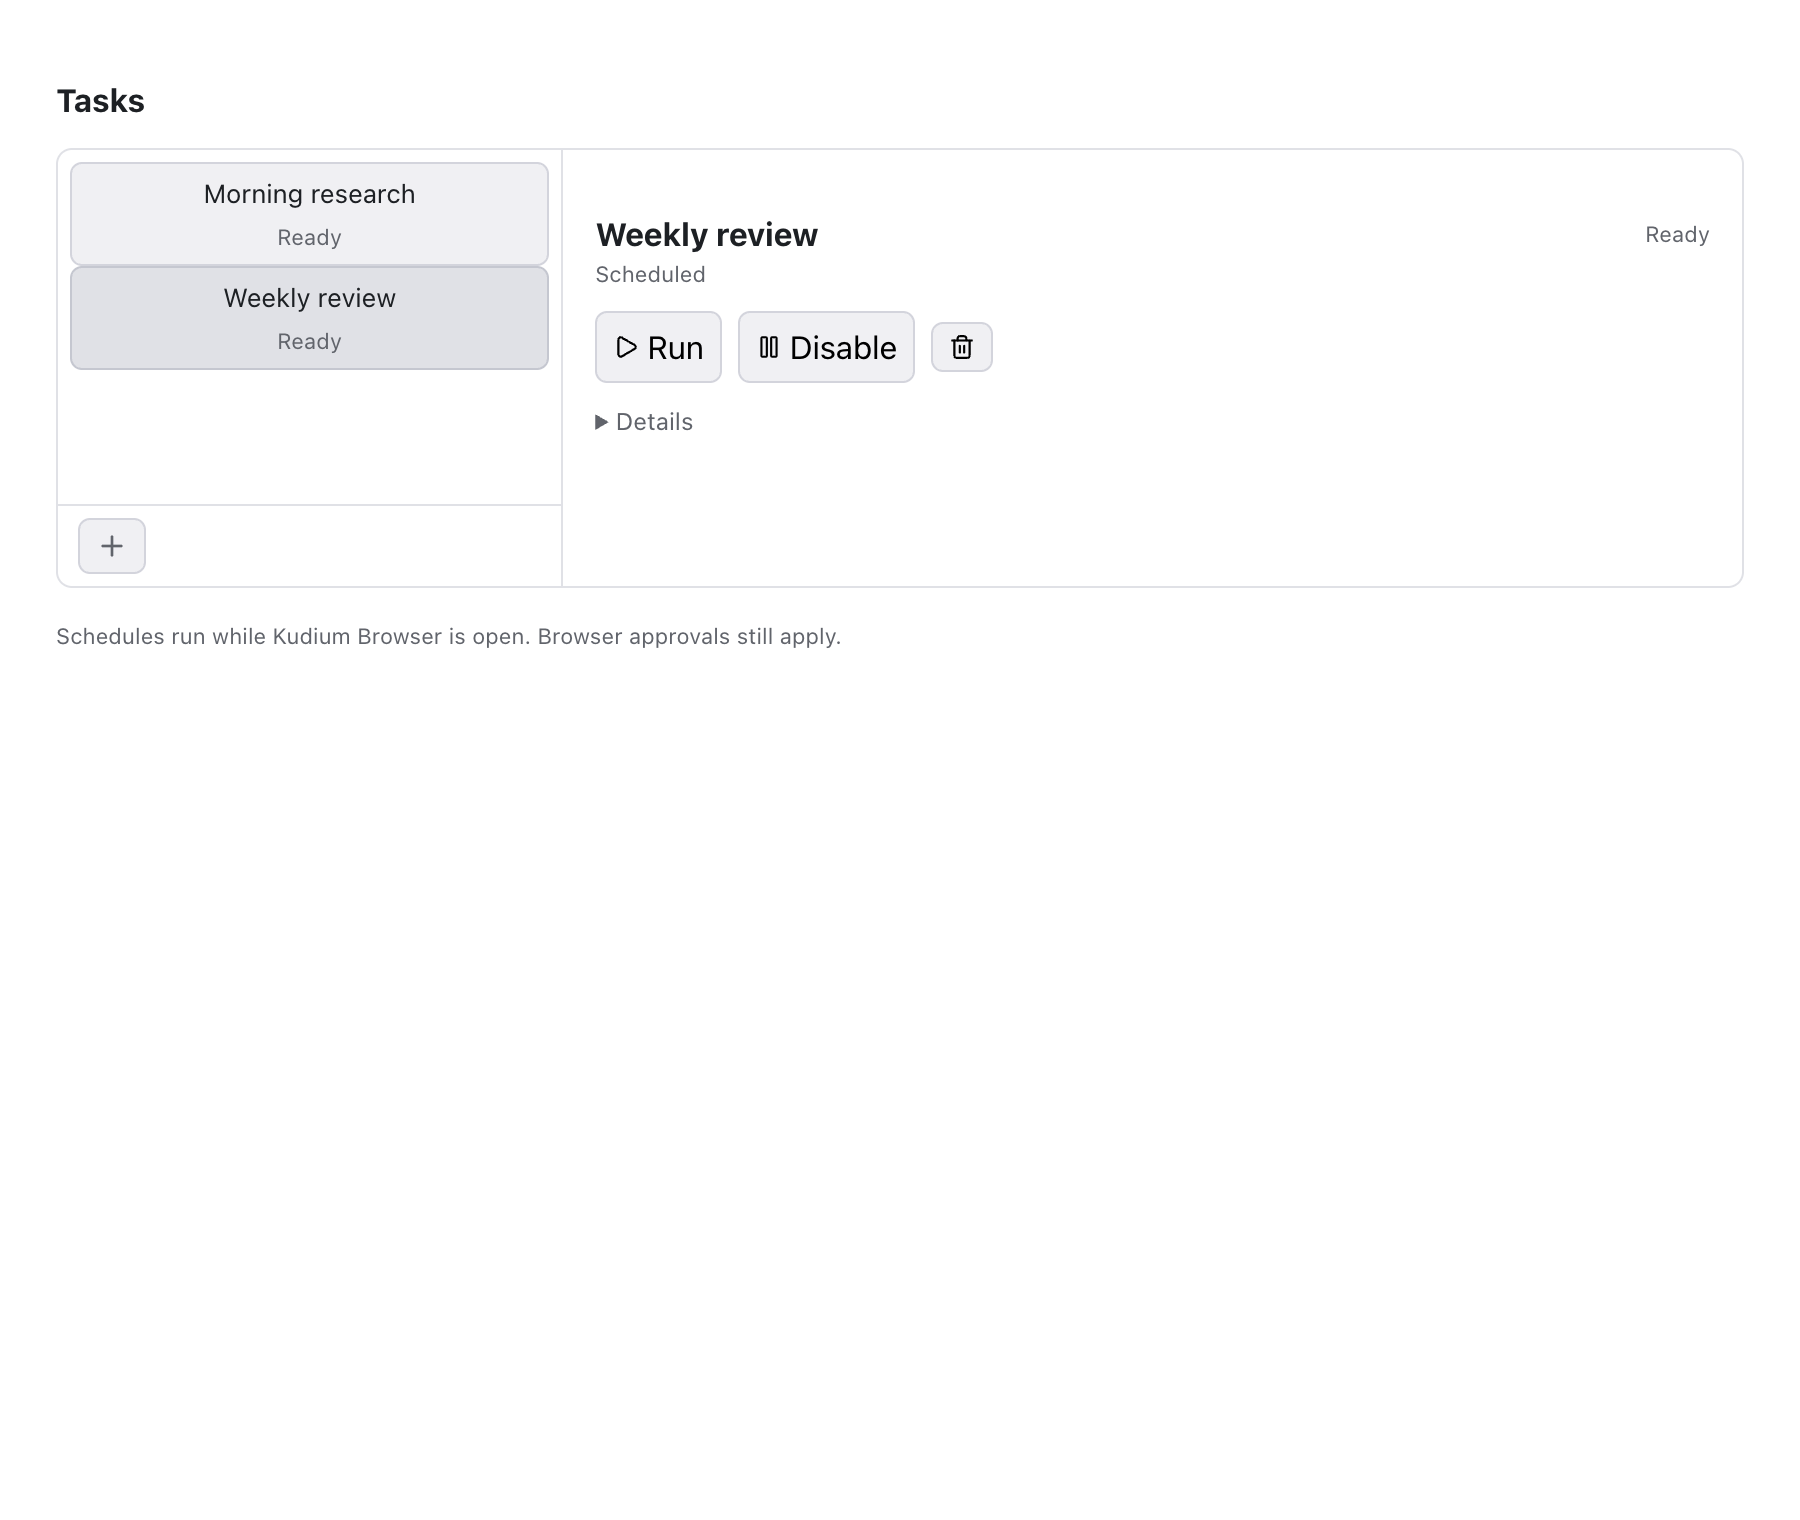 Tasks
Morning research
Ready
Weekly review
Ready
Weekly review
Ready
Scheduled
Run
Disable
Details
Schedules run while Kudium Browser is open. Browser approvals still apply.